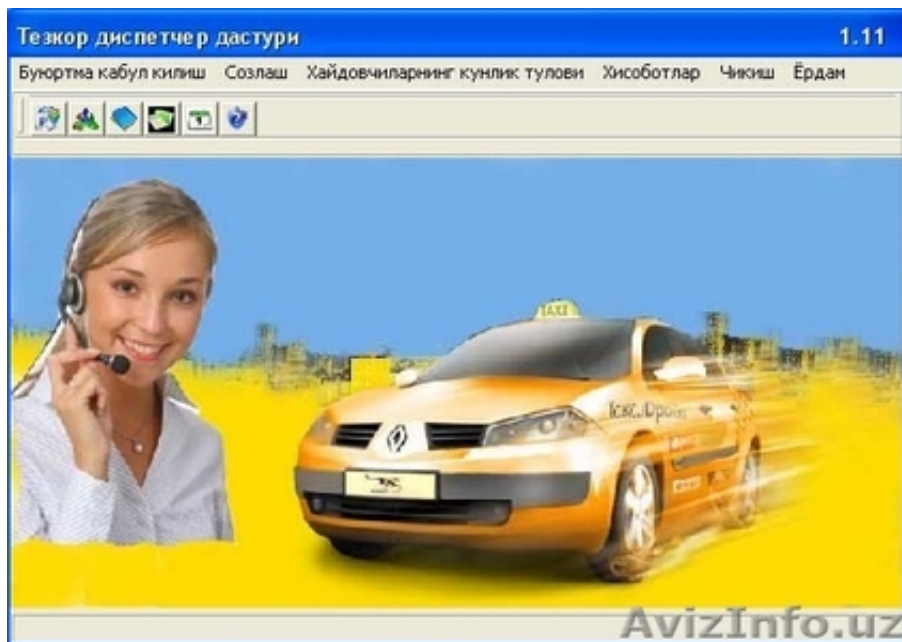 Тезкор диспетчер дастури 1.11
Буюртма кабул килиш Созлаш Хайдовчиларнинг кунлик тулови Хисоботлар Чикиш Ёрдам
TAXI
AvizInfo.uz